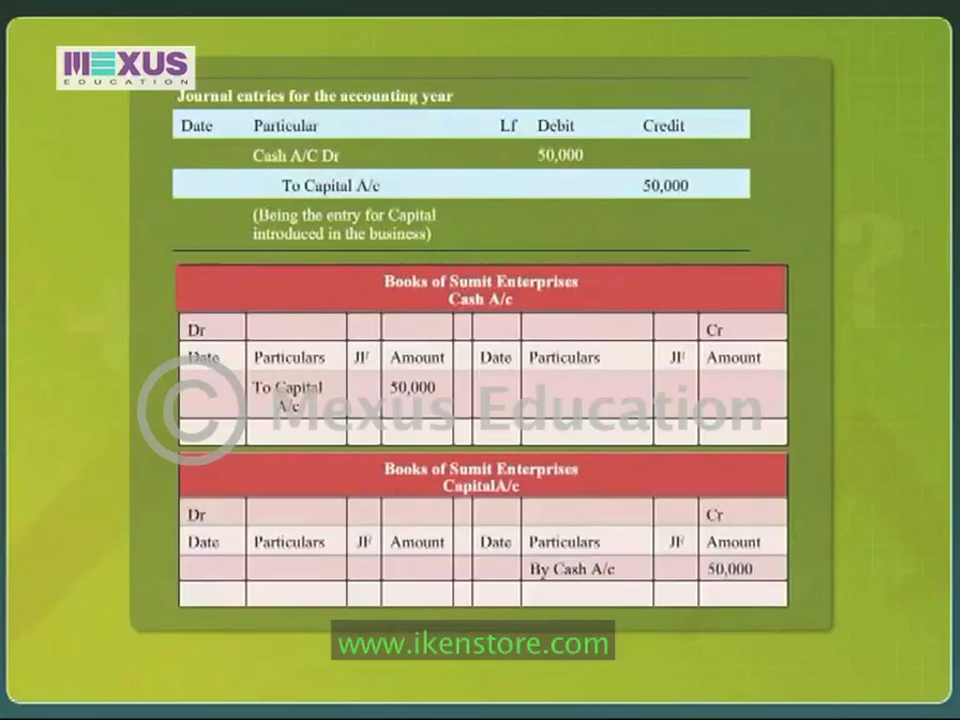 MEXUS
EDUCATION
Journal entries for the accounting year
Date Particular Lf Debit Credit
Cash A/C Dr 50,000
To Capital A/c 50,000
(Being the entry for Capital
introduced in the business)
Books of Sumit Enterprises
Cash A/c
Dr Cr
Date Particulars JF Amount Date Particulars JF Amount
To Capital 50,000
A/c
© Mexus Education
Books of Sumit Enterprises
CapitalA/c
Dr Cr
Date Particulars JF Amount Date Particulars JF Amount
By Cash A/c 50,000
www.ikenstore.com